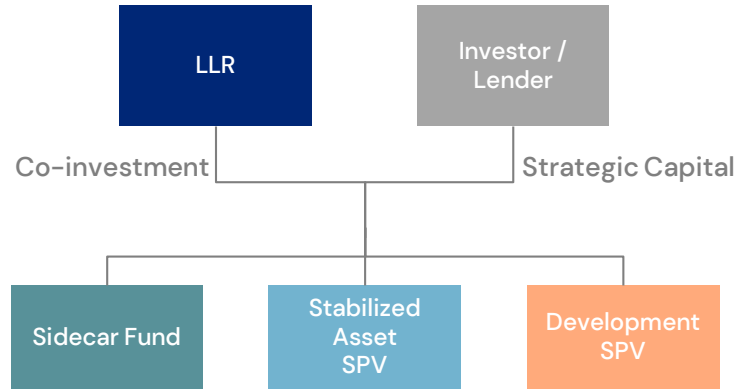 LLR
Investor /
Lender
Co-investment
Strategic Capital
Sidecar Fund
Stabilized
Asset
SPV
Development
SPV